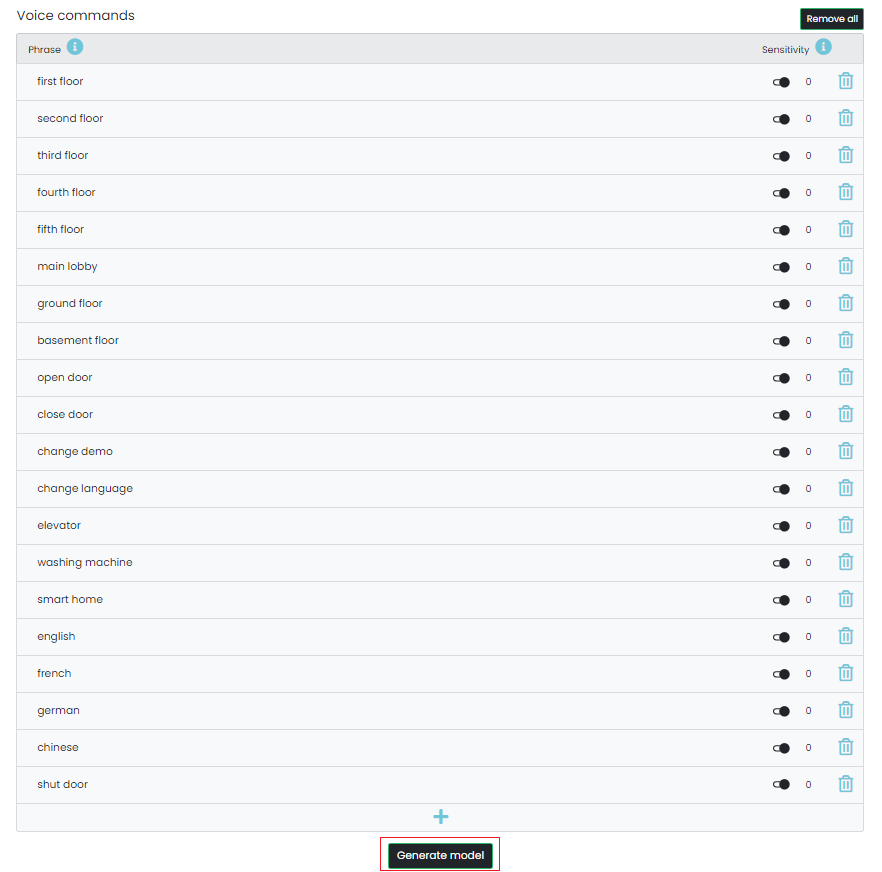 Voice commands
Remove all
Phrase i Sensitivity i
first floor 0
second floor 0
third floor 0
fourth floor 0
fifth floor 0
main lobby 0
ground floor 0
basement floor 0
open door 0
close door 0
change demo 0
change language 0
elevator 0
washing machine 0
smart home 0
english 0
french 0
german 0
chinese 0
shut door 0
+
Generate model